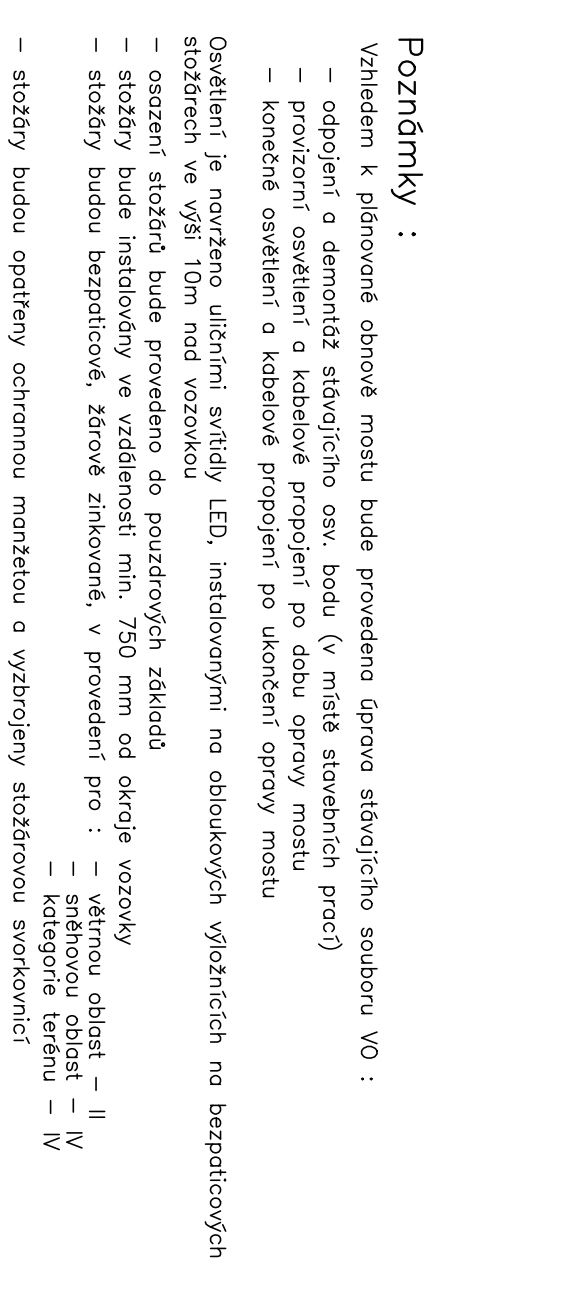 Poznámky :
Vzhledem k plánované obnově mostu bude provedena úprava stávajícího souboru VO :
– odpojení a demontáž stávajícího osv. bodu (v místě stavebních prací)
– provizorní osvětlení a kabelové propojení po dobu opravy mostu
– konečné osvětlení a kabelové propojení po ukončení opravy mostu
Osvětlení je navrženo uličními svítidly LED, instalovanými na obloukových výložnících na bezpaticových
stožárech ve výši 10m nad vozovkou
– osazení stožárů bude provedeno do pouzdrových základů
– stožáry bude instalovány ve vzdálenosti min. 750 mm od okraje vozovky
– stožáry budou bezpaticové, žárově zinkované, v provedení pro : – větrnou oblast – II
– sněhovou oblast – IV
– kategorie terénu – IV
– stožáry budou opatřeny ochrannou manžetou a vyzbrojeny stožárovou svorkovnicí